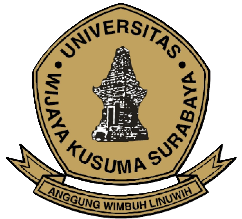 UNIVERSITAS
WIJAYA KUSUMA SURABAYA
ANGGUNG WIMBUH LINUWIH